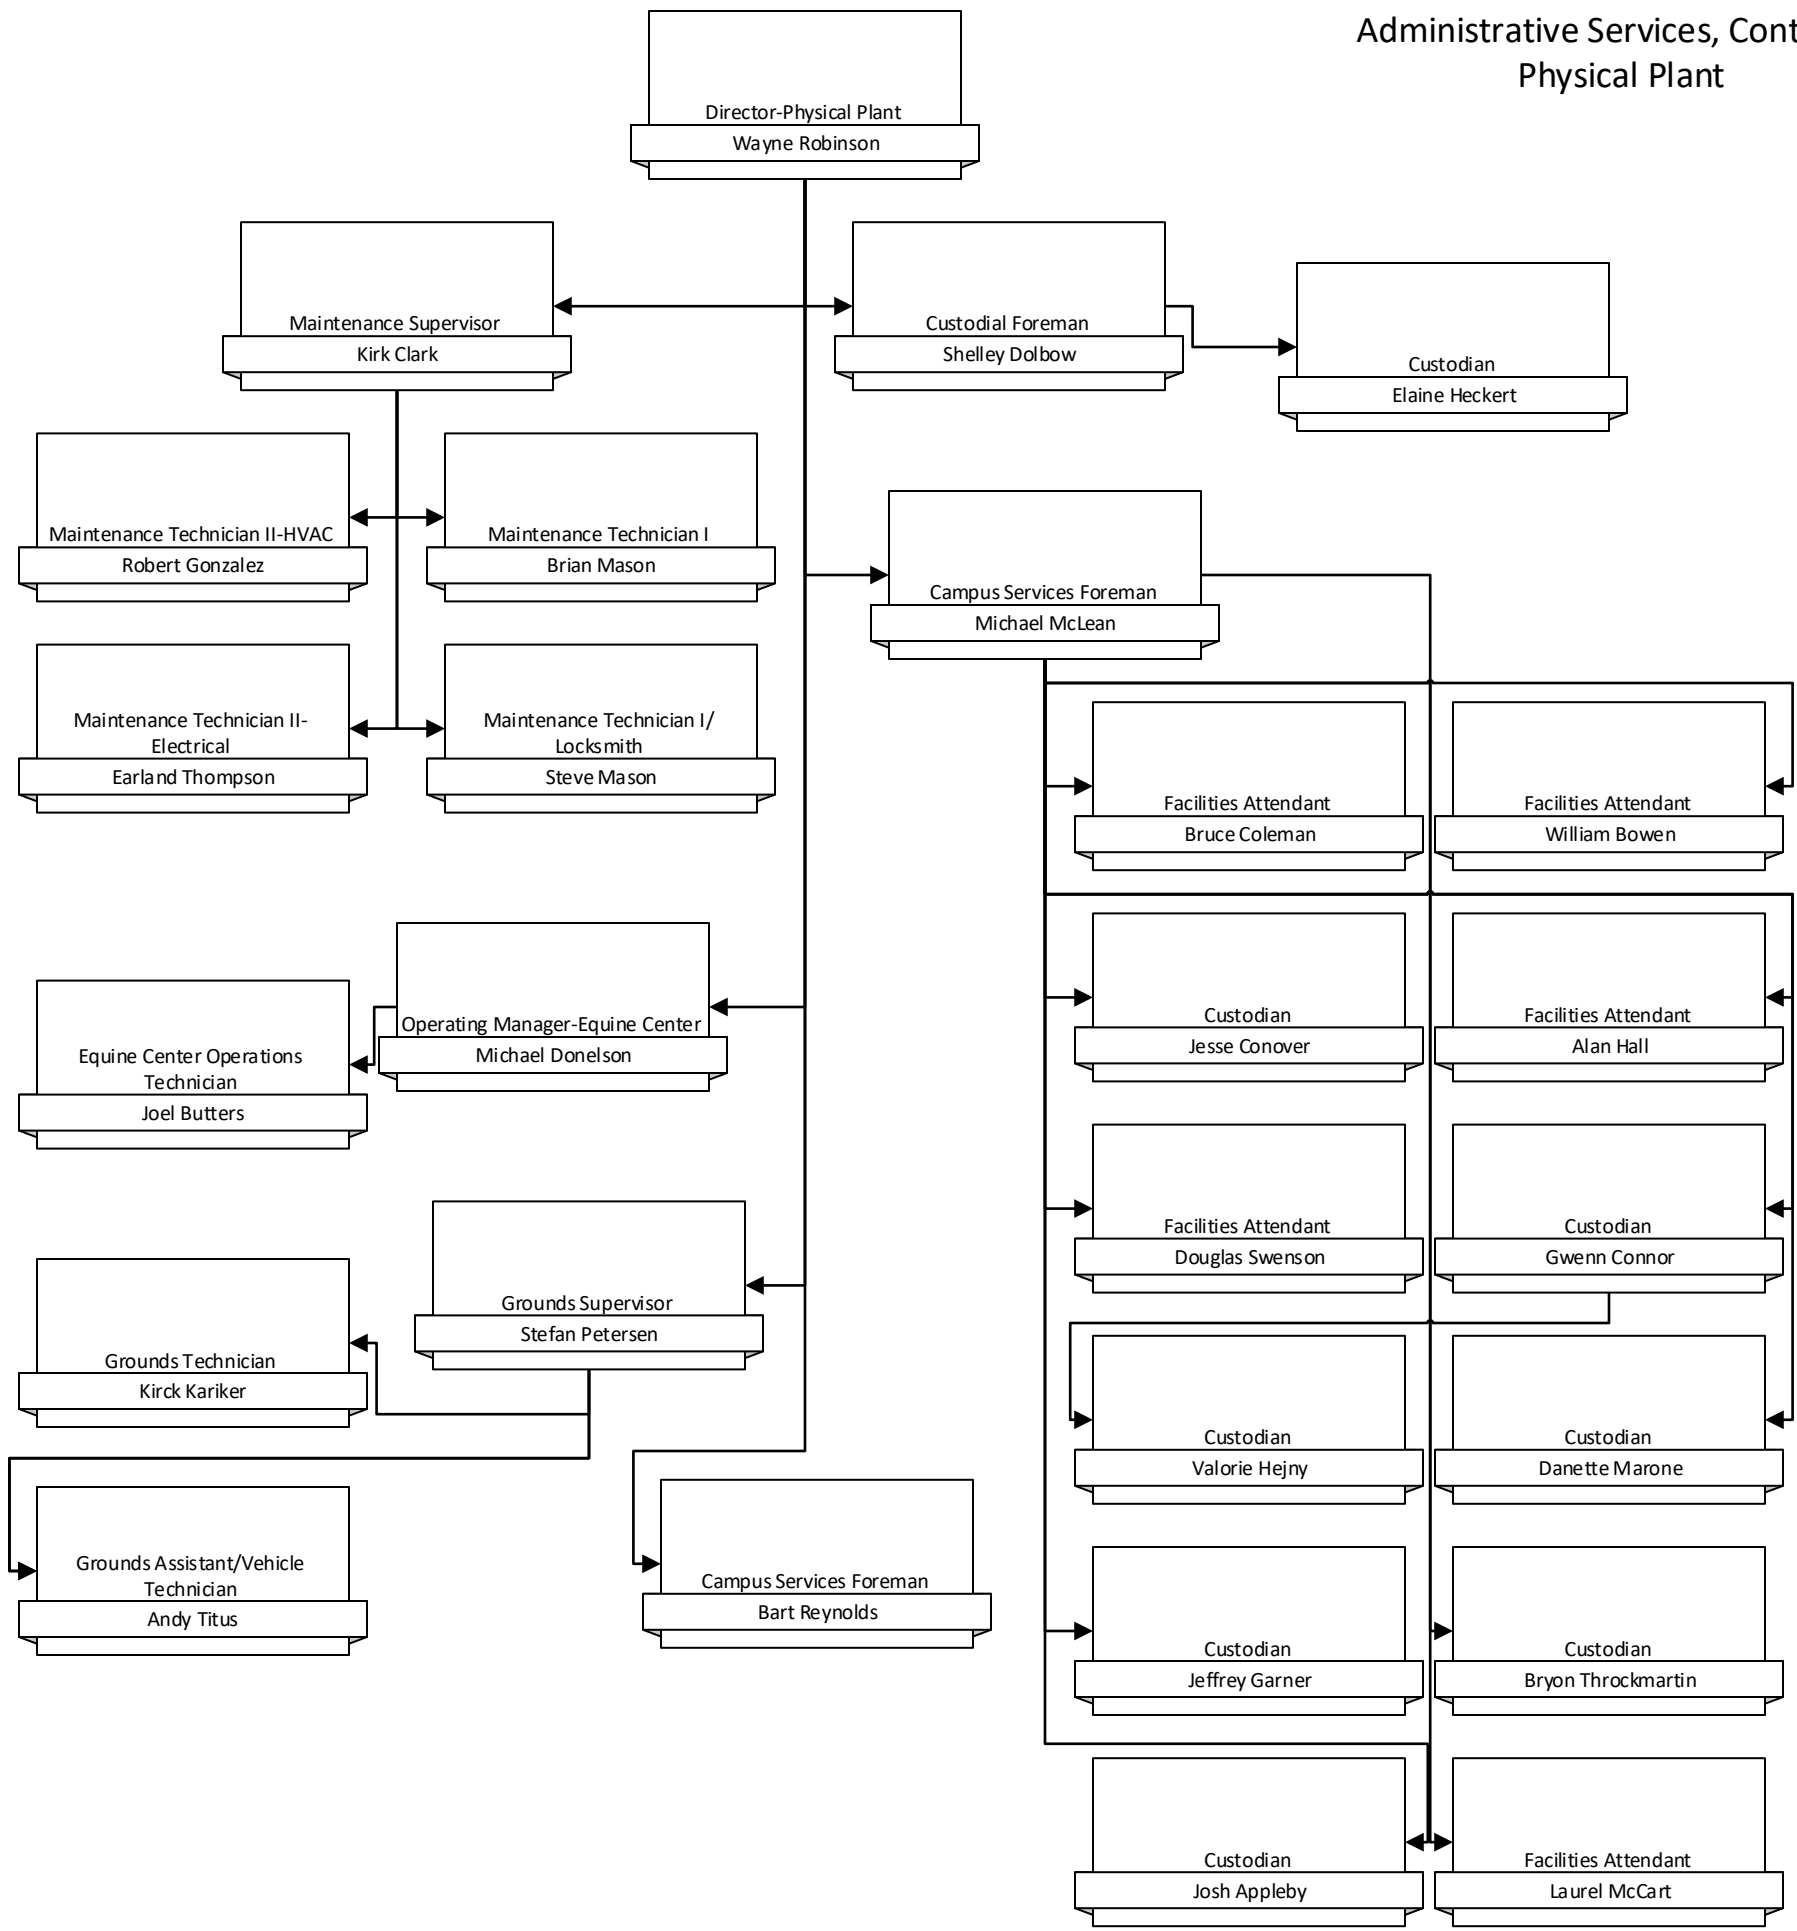 Administrative Services, Cont
Physical Plant
Director-Physical Plant
Wayne Robinson
Maintenance Supervisor
Kirk Clark
Custodial Foreman
Shelley Dolbow
Custodian
Elaine Heckert
Maintenance Technician II-HVAC
Robert Gonzalez
Maintenance Technician I
Brian Mason
Campus Services Foreman
Michael McLean
Maintenance Technician II-
Electrical
Earland Thompson
Maintenance Technician I/
Locksmith
Steve Mason
Facilities Attendant
Bruce Coleman
Facilities Attendant
William Bowen
Operating Manager-Equine Center
Michael Donelson
Equine Center Operations
Technician
Joel Butters
Custodian
Jesse Conover
Facilities Attendant
Alan Hall
Facilities Attendant
Douglas Swenson
Custodian
Gwenn Connor
Grounds Supervisor
Stefan Petersen
Grounds Technician
Kirck Kariker
Custodian
Valorie Hejny
Custodian
Danette Marone
Grounds Assistant/Vehicle
Technician
Andy Titus
Campus Services Foreman
Bart Reynolds
Custodian
Jeffrey Garner
Custodian
Bryon Throckmartin
Custodian
Josh Appleby
Facilities Attendant
Laurel McCart